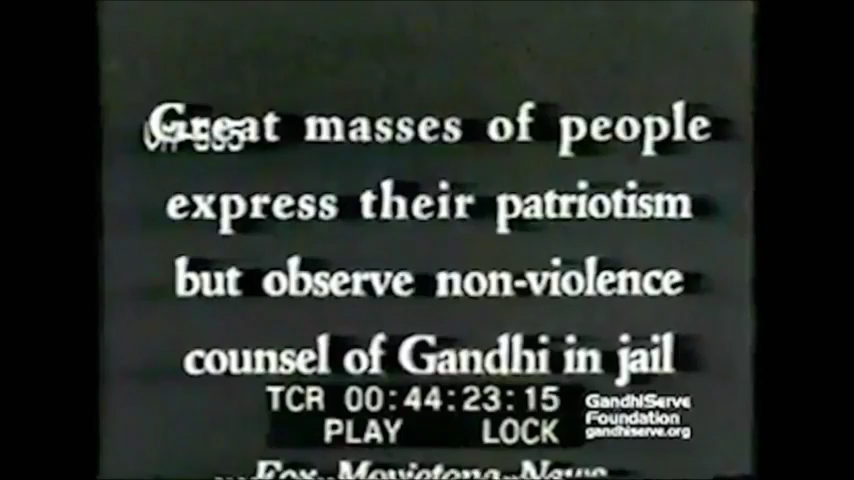 Great masses of people
express their patriotism
but observe non-violence
counsel of Gandhi in jail
TCR 00:44:23:15
PLAY LOCK
GandhiServe
Foundation
gandhiserve.org
Fox Movietone News